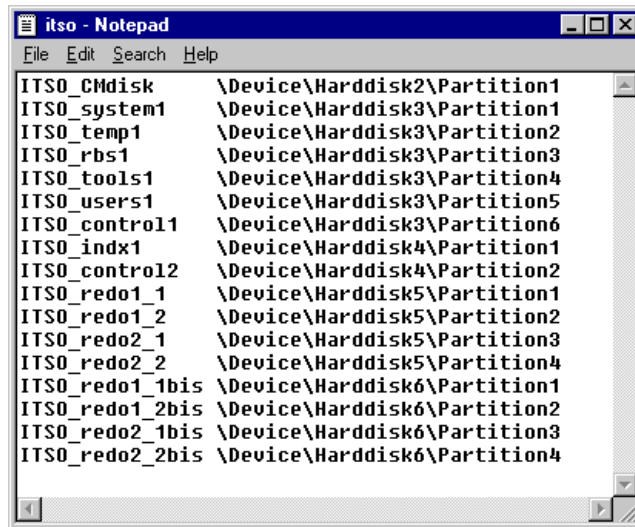 itso - Notepad
File Edit Search Help
ITSO_CMdisk \Device\Harddisk2\Partition1
ITSO_system1 \Device\Harddisk3\Partition1
ITSO_temp1 \Device\Harddisk3\Partition2
ITSO_rbs1 \Device\Harddisk3\Partition3
ITSO_tools1 \Device\Harddisk3\Partition4
ITSO_users1 \Device\Harddisk3\Partition5
ITSO_control1 \Device\Harddisk3\Partition6
ITSO_indx1 \Device\Harddisk4\Partition1
ITSO_control2 \Device\Harddisk4\Partition2
ITSO_redo1_1 \Device\Harddisk5\Partition1
ITSO_redo1_2 \Device\Harddisk5\Partition2
ITSO_redo2_1 \Device\Harddisk5\Partition3
ITSO_redo2_2 \Device\Harddisk5\Partition4
ITSO_redo1_1bis \Device\Harddisk6\Partition1
ITSO_redo1_2bis \Device\Harddisk6\Partition2
ITSO_redo2_1bis \Device\Harddisk6\Partition3
ITSO_redo2_2bis \Device\Harddisk6\Partition4